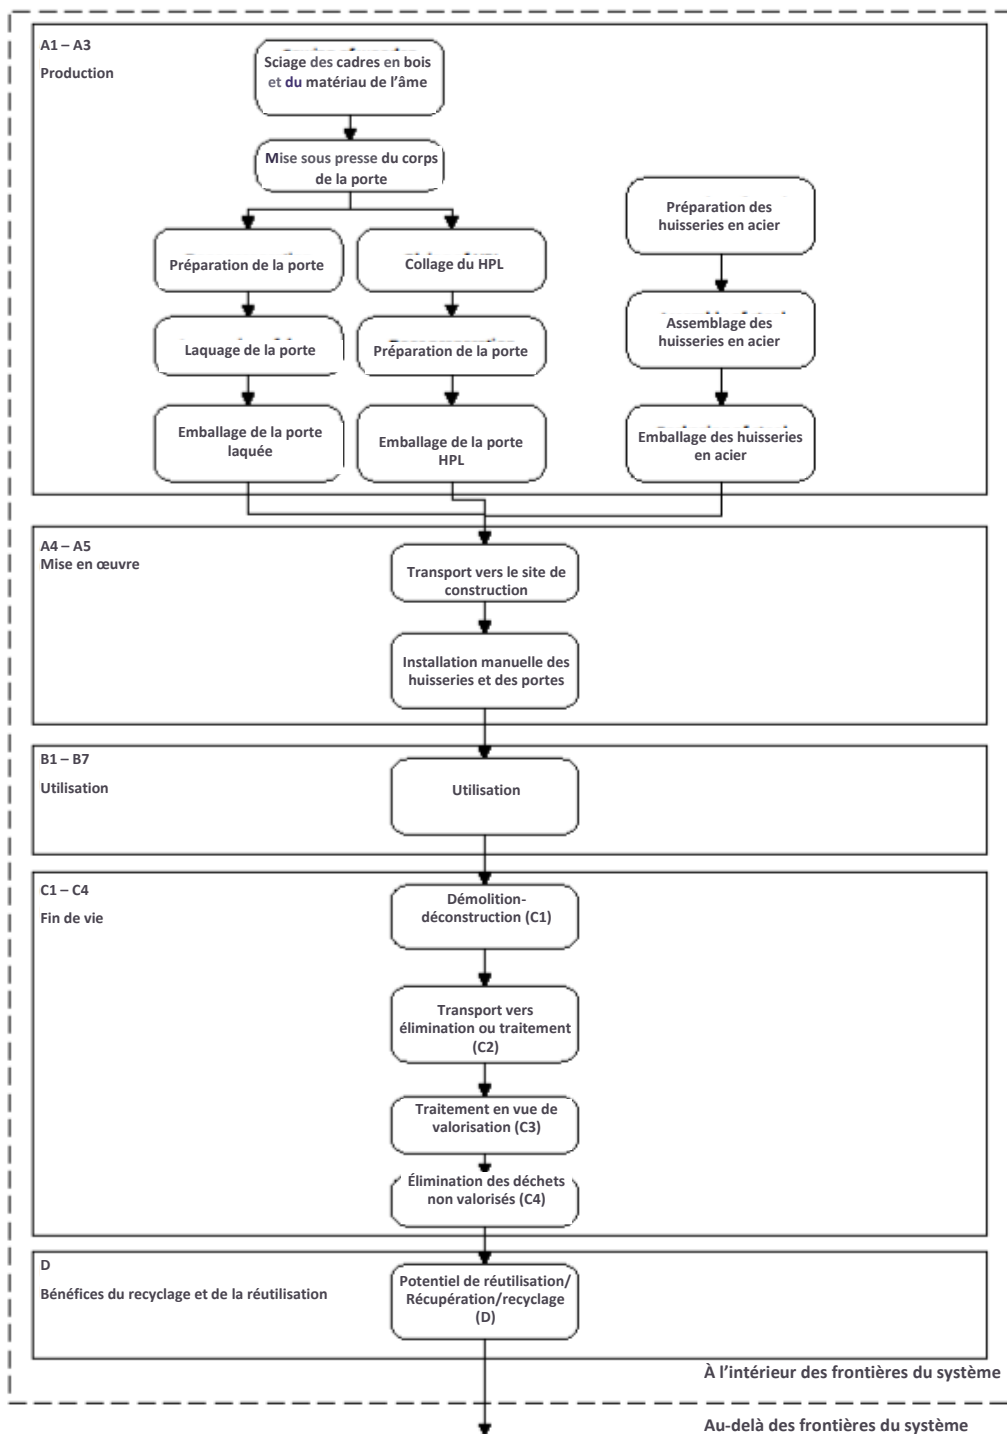 A1 – A3
Production
Sciage des cadres en bois
et du matériau de l’âme
Mise sous presse du corps
de la porte
Préparation de la porte
Collage du HPL
Préparation des
huisseries en acier
Laquage de la porte
Préparation de la porte
Assemblage des
huisseries en acier
Emballage de la porte
laquée
Emballage de la porte
HPL
Emballage des huisseries
en acier
A4 – A5
Mise en œuvre
Transport vers le site de
construction
Installation manuelle des
huisseries et des portes
B1 – B7
Utilisation
Utilisation
C1 – C4
Fin de vie
Démolition-
déconstruction (C1)
Transport vers
élimination ou traitement
(C2)
Traitement en vue de
valorisation (C3)
Élimination des déchets
non valorisés (C4)
D
Bénéfices du recyclage et de la réutilisation
Potentiel de réutilisation/
Récupération/recyclage
(D)
À l’intérieur des frontières du système
Au-delà des frontières du système